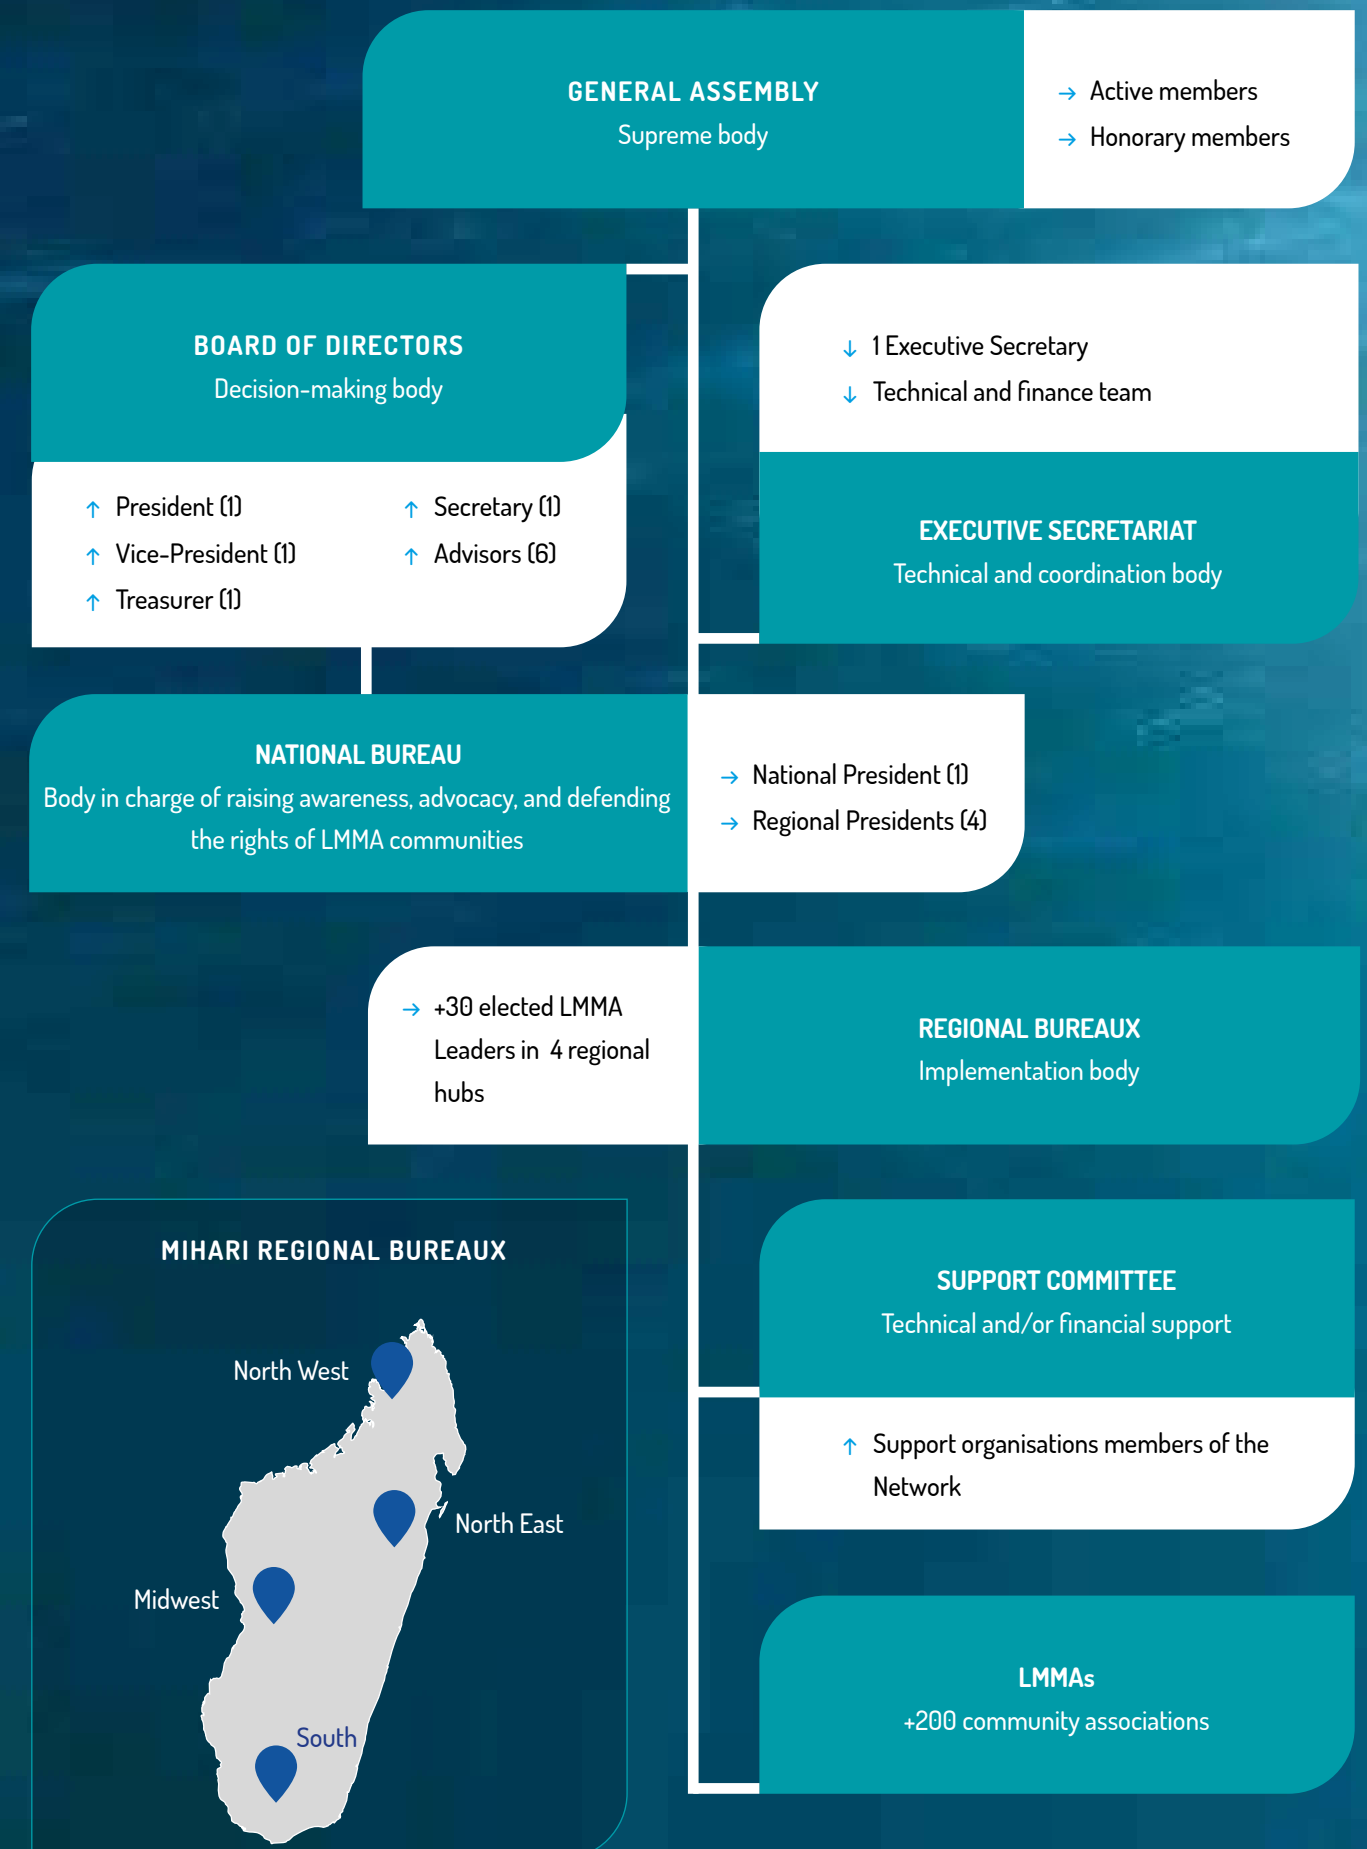 GENERAL ASSEMBLY
Supreme body
→ Active members
→ Honorary members
BOARD OF DIRECTORS
Decision-making body
↑ President (1)
↑ Vice-President (1)
↑ Treasurer (1)
↑ Secretary (1)
↑ Advisors (6)
↓ 1 Executive Secretary
↓ Technical and finance team
EXECUTIVE SECRETARIAT
Technical and coordination body
NATIONAL BUREAU
Body in charge of raising awareness, advocacy, and defending
the rights of LMMA communities
→ National President (1)
→ Regional Presidents (4)
→ +30 elected LMMA
Leaders in 4 regional
hubs
REGIONAL BUREAUX
Implementation body
MIHARI REGIONAL BUREAUX
North West
North East
Midwest
South
SUPPORT COMMITTEE
Technical and/or financial support
↑ Support organisations members of the
Network
LMMAs
+200 community associations